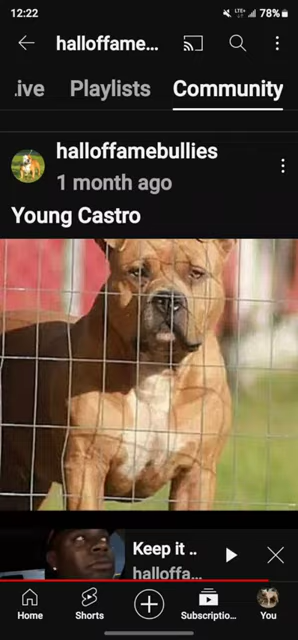 12:22
LTE+
78%
halloffame...
.ive Playlists Community
halloffamebullies
1 month ago
Young Castro
Keep it ..
halloffa...
Home Shorts Subscriptio... You